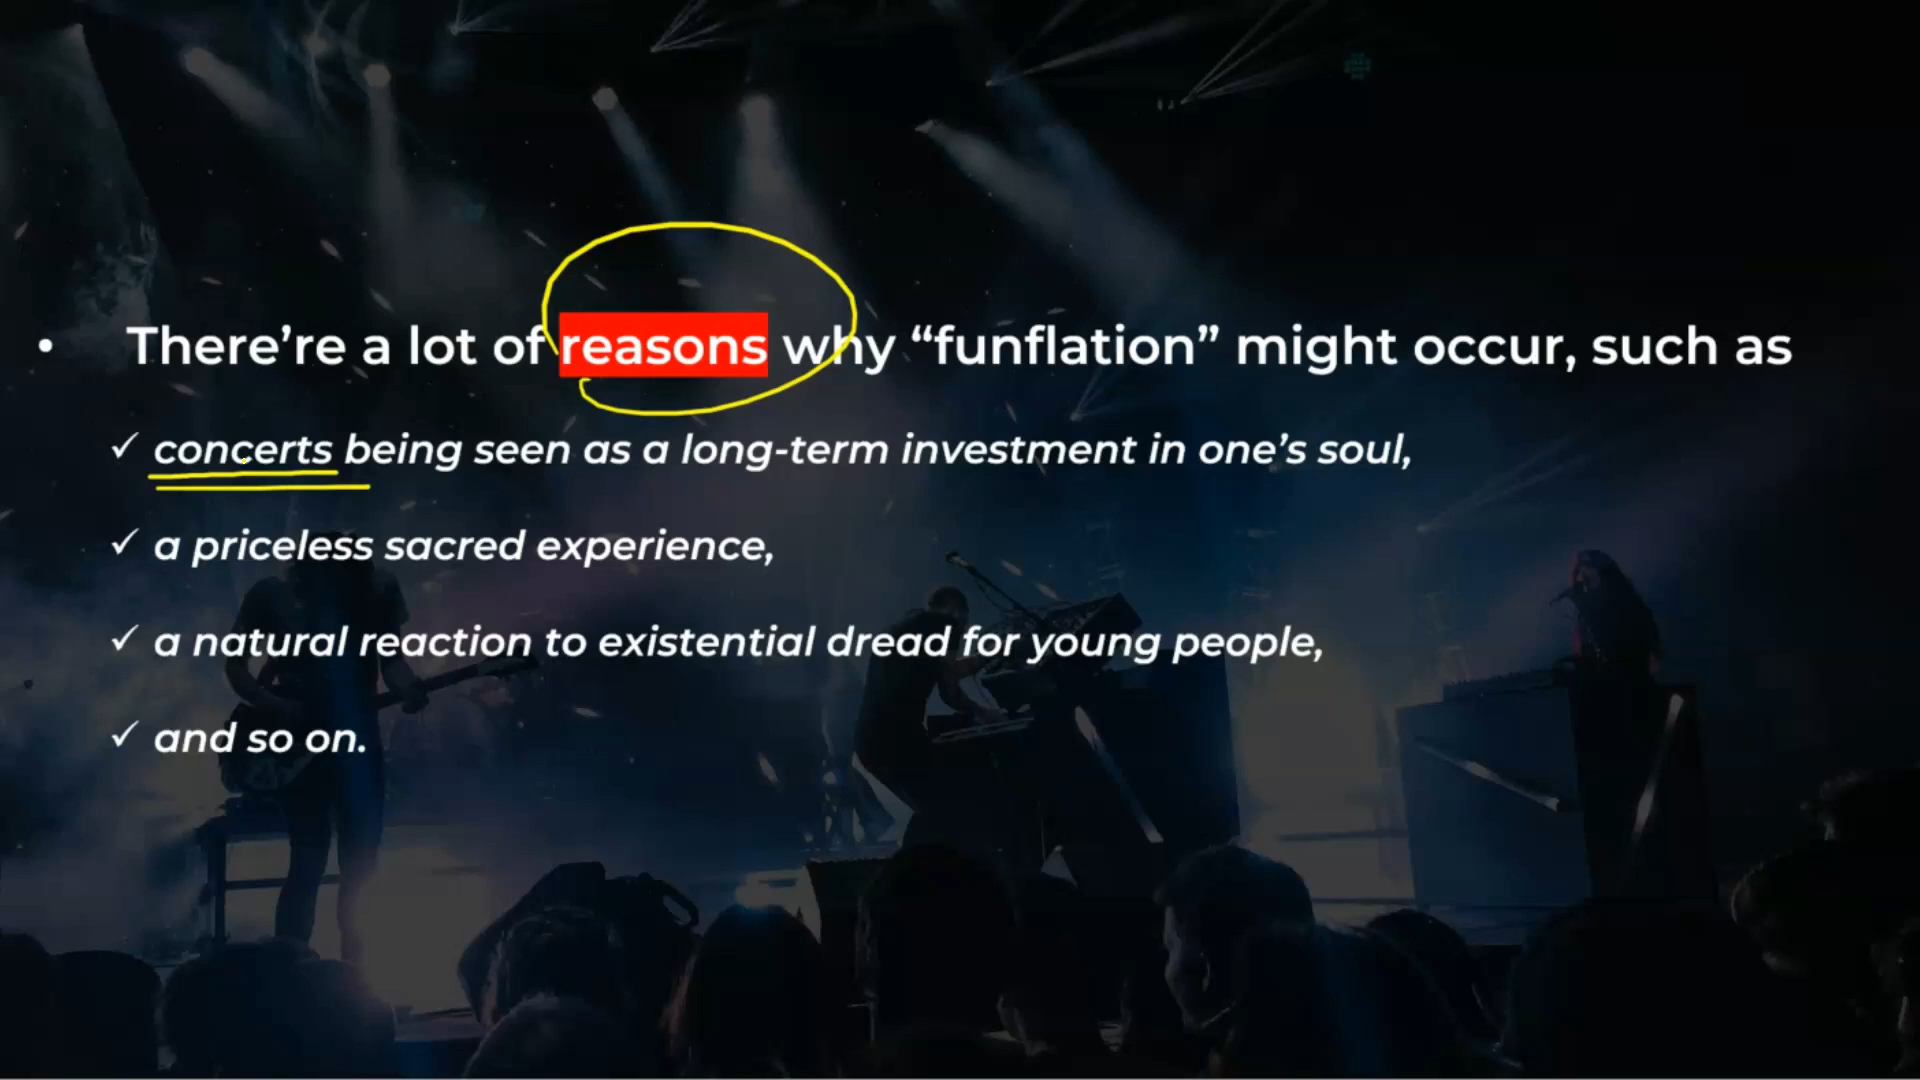 • There’re a lot of reasons why “funflation” might occur, such as
✓ concerts being seen as a long-term investment in one’s soul,
✓ a priceless sacred experience,
✓ a natural reaction to existential dread for young people,
✓ and so on.